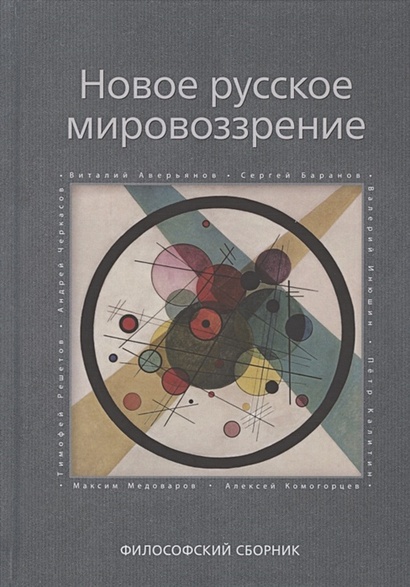 Новое русское
мировоззрение
• Виталий Аверьянов • Сергей Баранов •
Валерий Инюшин • Пётр Калитин •
Алексей Комогорцев
Максим Медоваров •
• Тимофей Решетов • Андрей Черкасов
ФИЛОСОФСКИЙ СБОРНИК